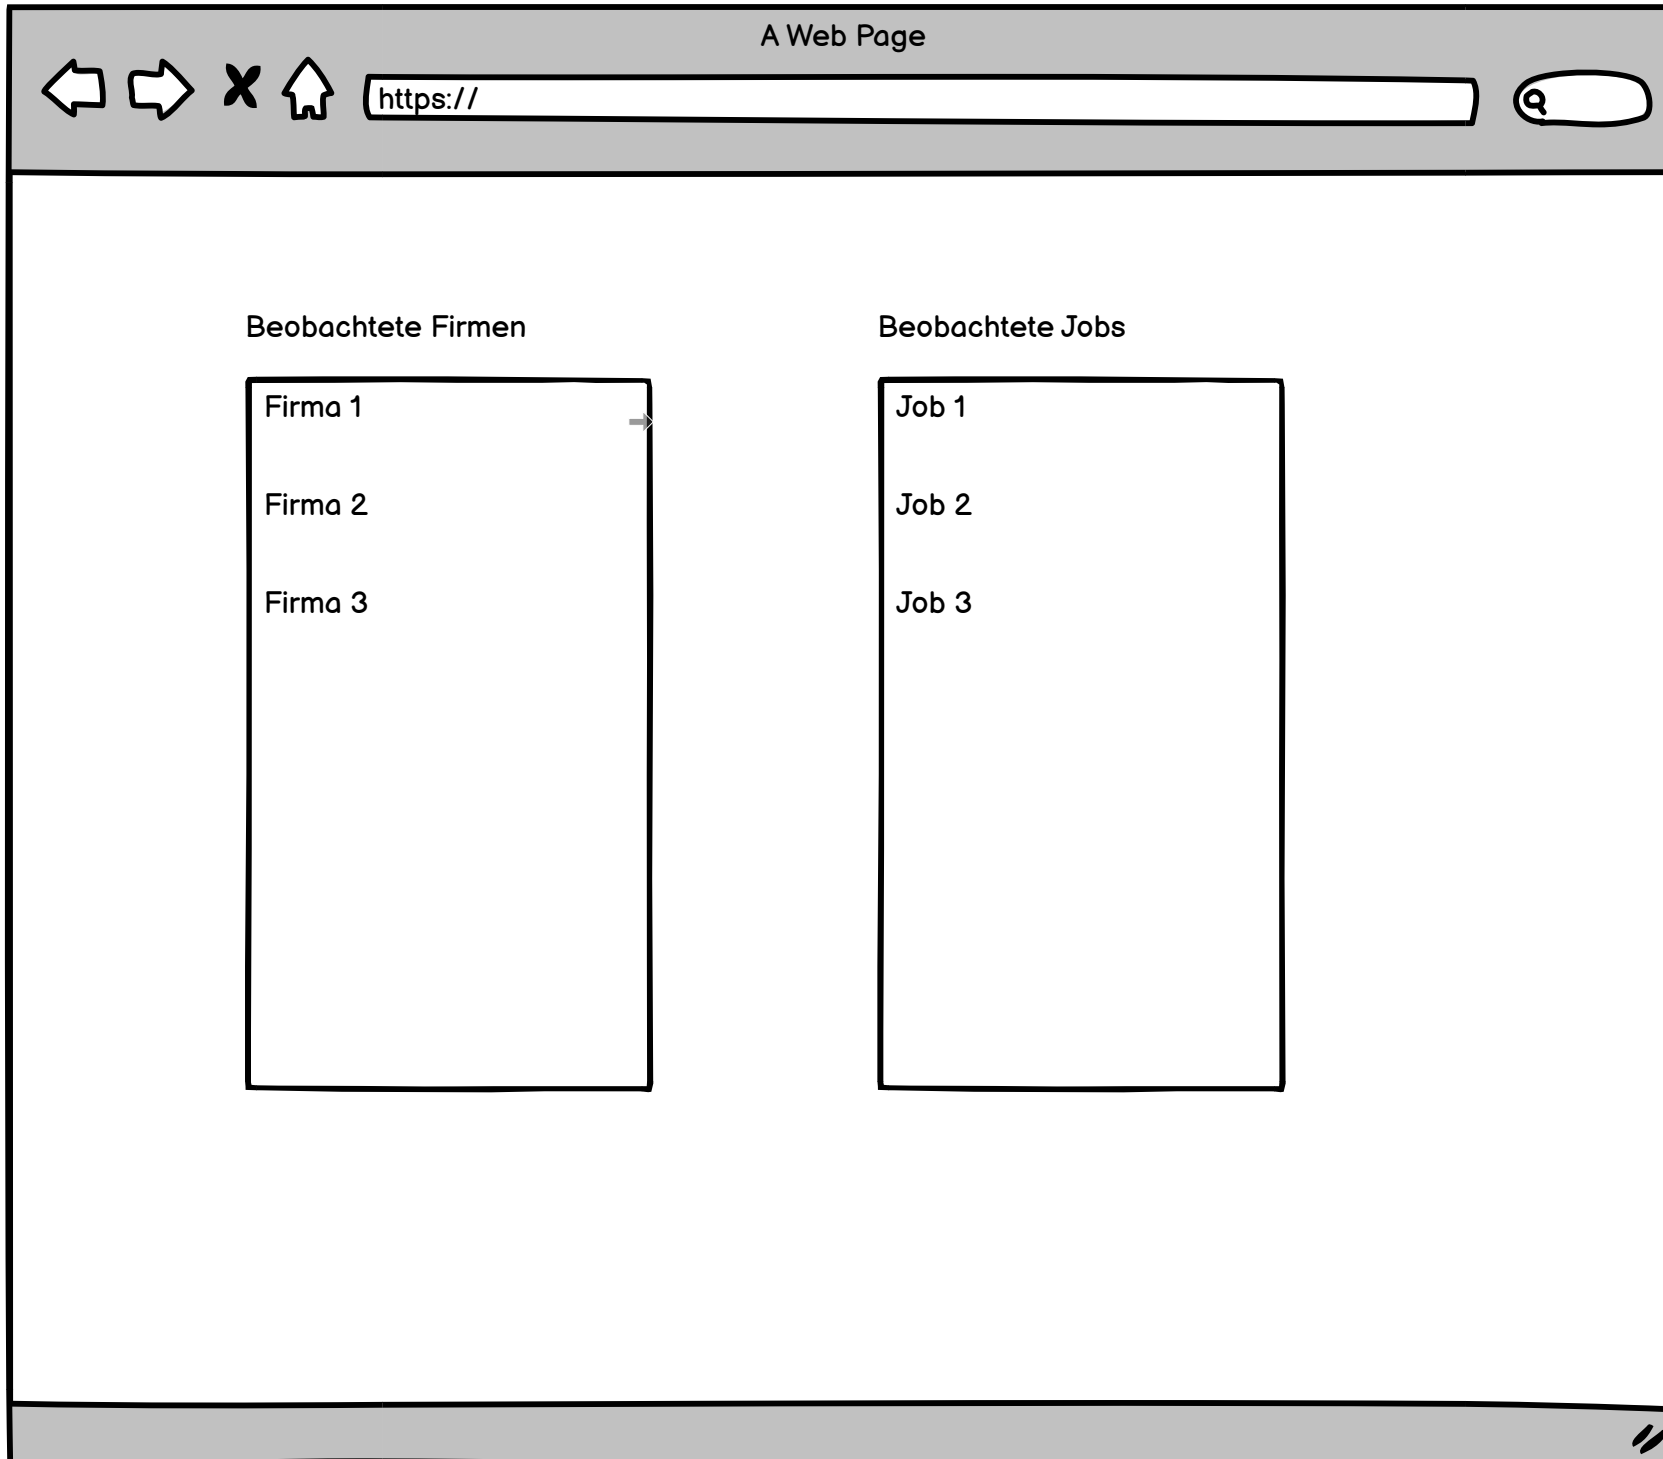 A Web Page
https://
Beobachtete Firmen
Firma 1
Firma 2
Firma 3
Beobachtete Jobs
Job 1
Job 2
Job 3